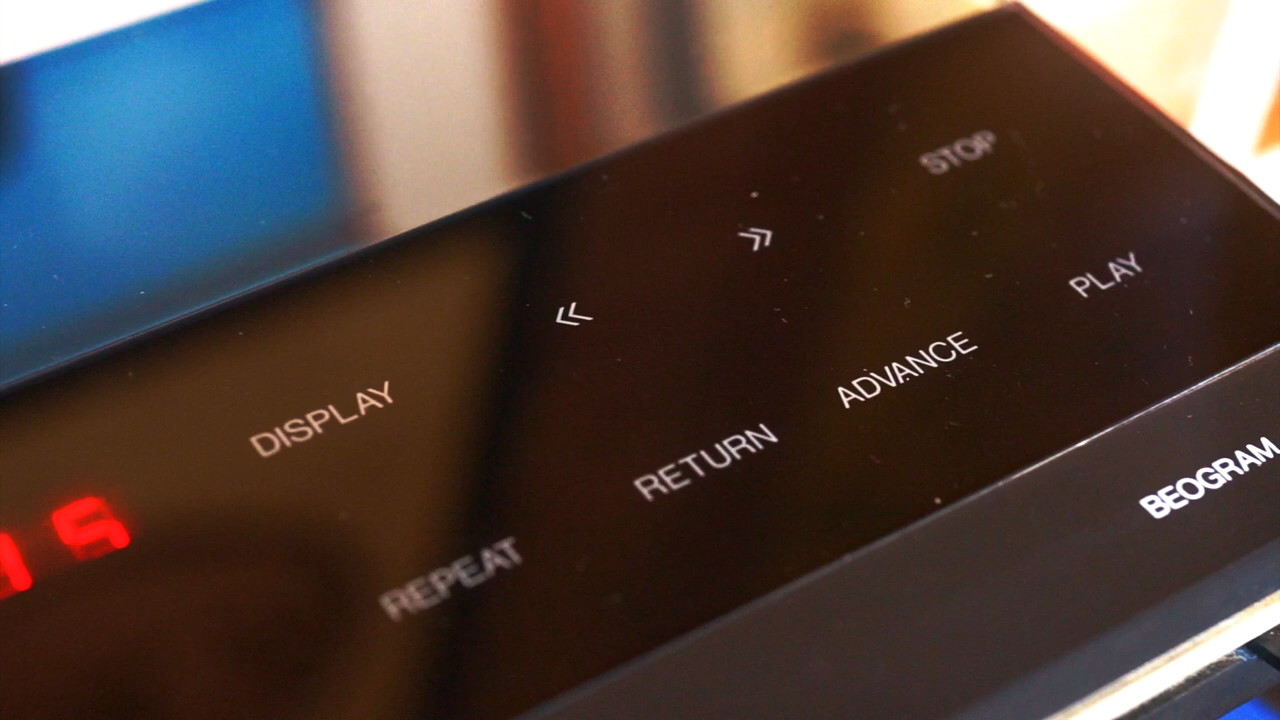 STOP
» PLAY
« ADVANCE
DISPLAY RETURN
REPEAT
BEOGRAM